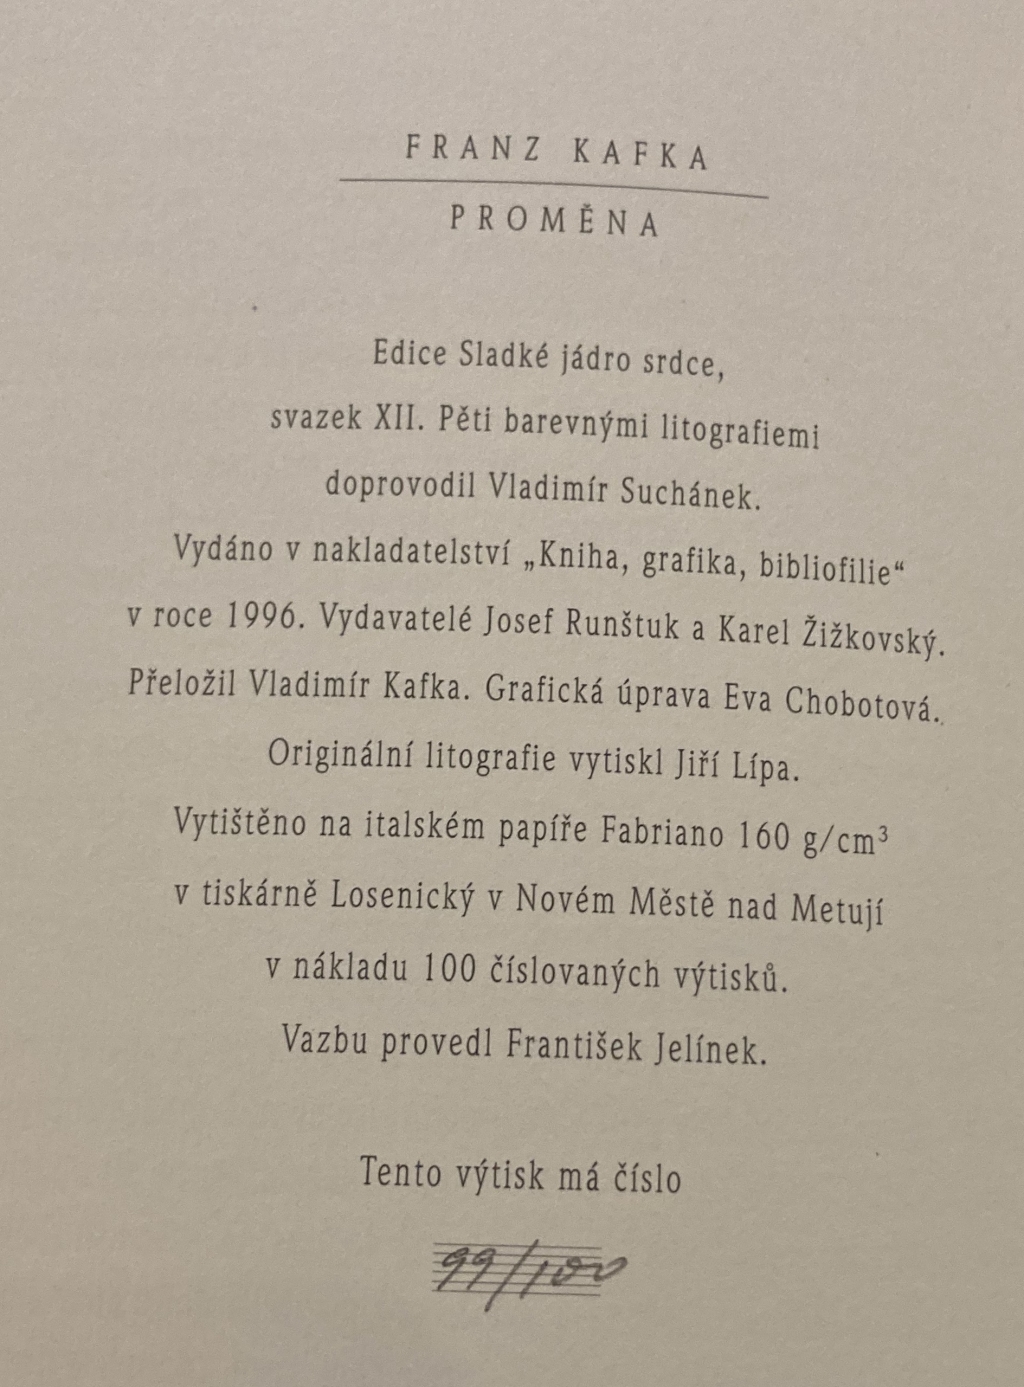 FRANZ KAFKA
PROMĚNA
Edice Sladké jádro srdce,
svazek XII. Pěti barevnými litografiemi
doprovodil Vladimír Suchánek.
Vydáno v nakladatelství „Kniha, grafika, bibliofilie“
v roce 1996. Vydavatelé Josef Runštuk a Karel Žižkovský.
Přeložil Vladimír Kafka. Grafická úprava Eva Chobotová.
Originální litografie vytiskl Jiří Lípa.
Vytištěno na italském papíře Fabriano 160 g/cm³
v tiskárně Losenický v Novém Městě nad Metují
v nákladu 100 číslovaných výtisků.
Vazbu provedl František Jelínek.
Tento výtisk má číslo
99/100